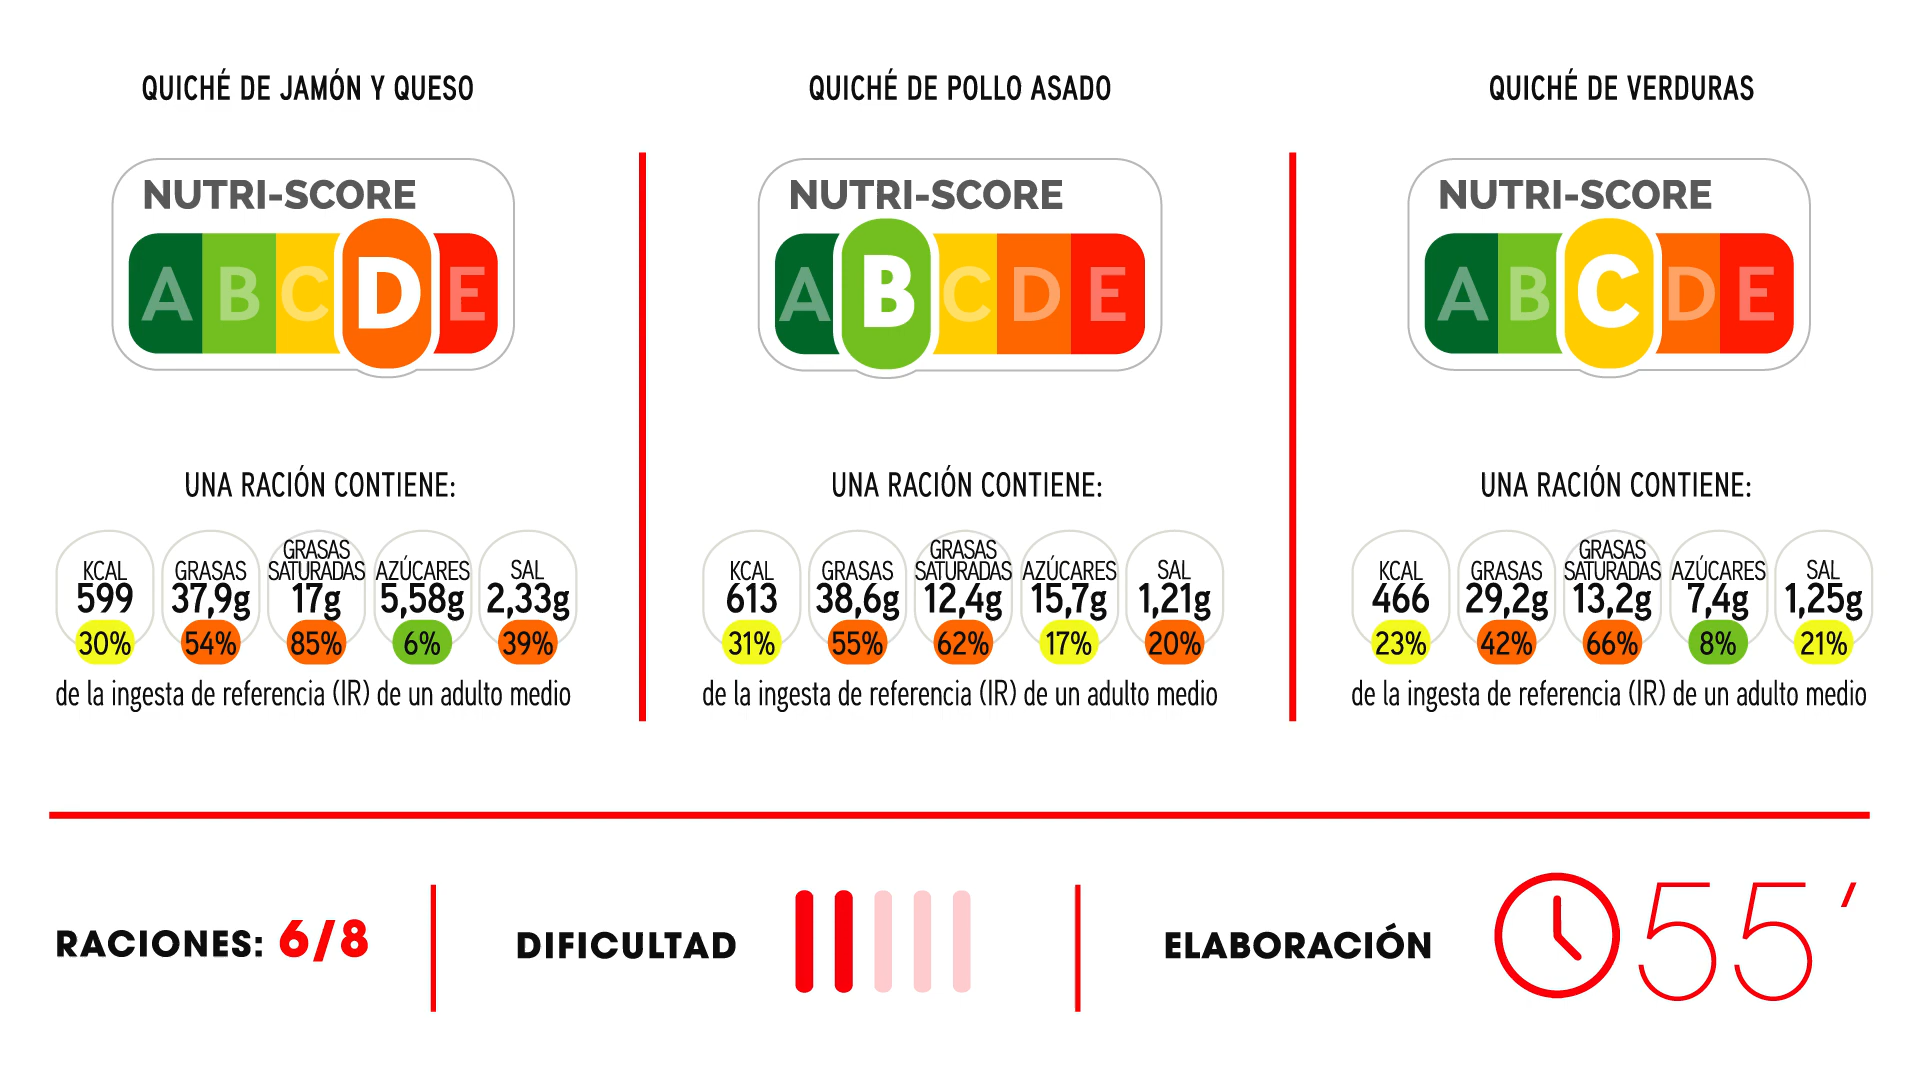 QUICHÉ DE JAMÓN Y QUESO
NUTRI-SCORE
A B C D E
UNA RACIÓN CONTIENE:
KCAL 599 30%
GRASAS 37,9g 54%
GRASAS SATURADAS 17g 85%
AZÚCARES 5,58g 6%
SAL 2,33g 39%
de la ingesta de referencia (IR) de un adulto medio
QUICHÉ DE POLLO ASADO
NUTRI-SCORE
A B C D E
UNA RACIÓN CONTIENE:
KCAL 613 31%
GRASAS 38,6g 55%
GRASAS SATURADAS 12,4g 62%
AZÚCARES 15,7g 17%
SAL 1,21g 20%
de la ingesta de referencia (IR) de un adulto medio
QUICHÉ DE VERDURAS
NUTRI-SCORE
A B C D E
UNA RACIÓN CONTIENE:
KCAL 466 23%
GRASAS 29,2g 42%
GRASAS SATURADAS 13,2g 66%
AZÚCARES 7,4g 8%
SAL 1,25g 21%
de la ingesta de referencia (IR) de un adulto medio
RACIONES: 6/8
DIFICULTAD
ELABORACIÓN 55′